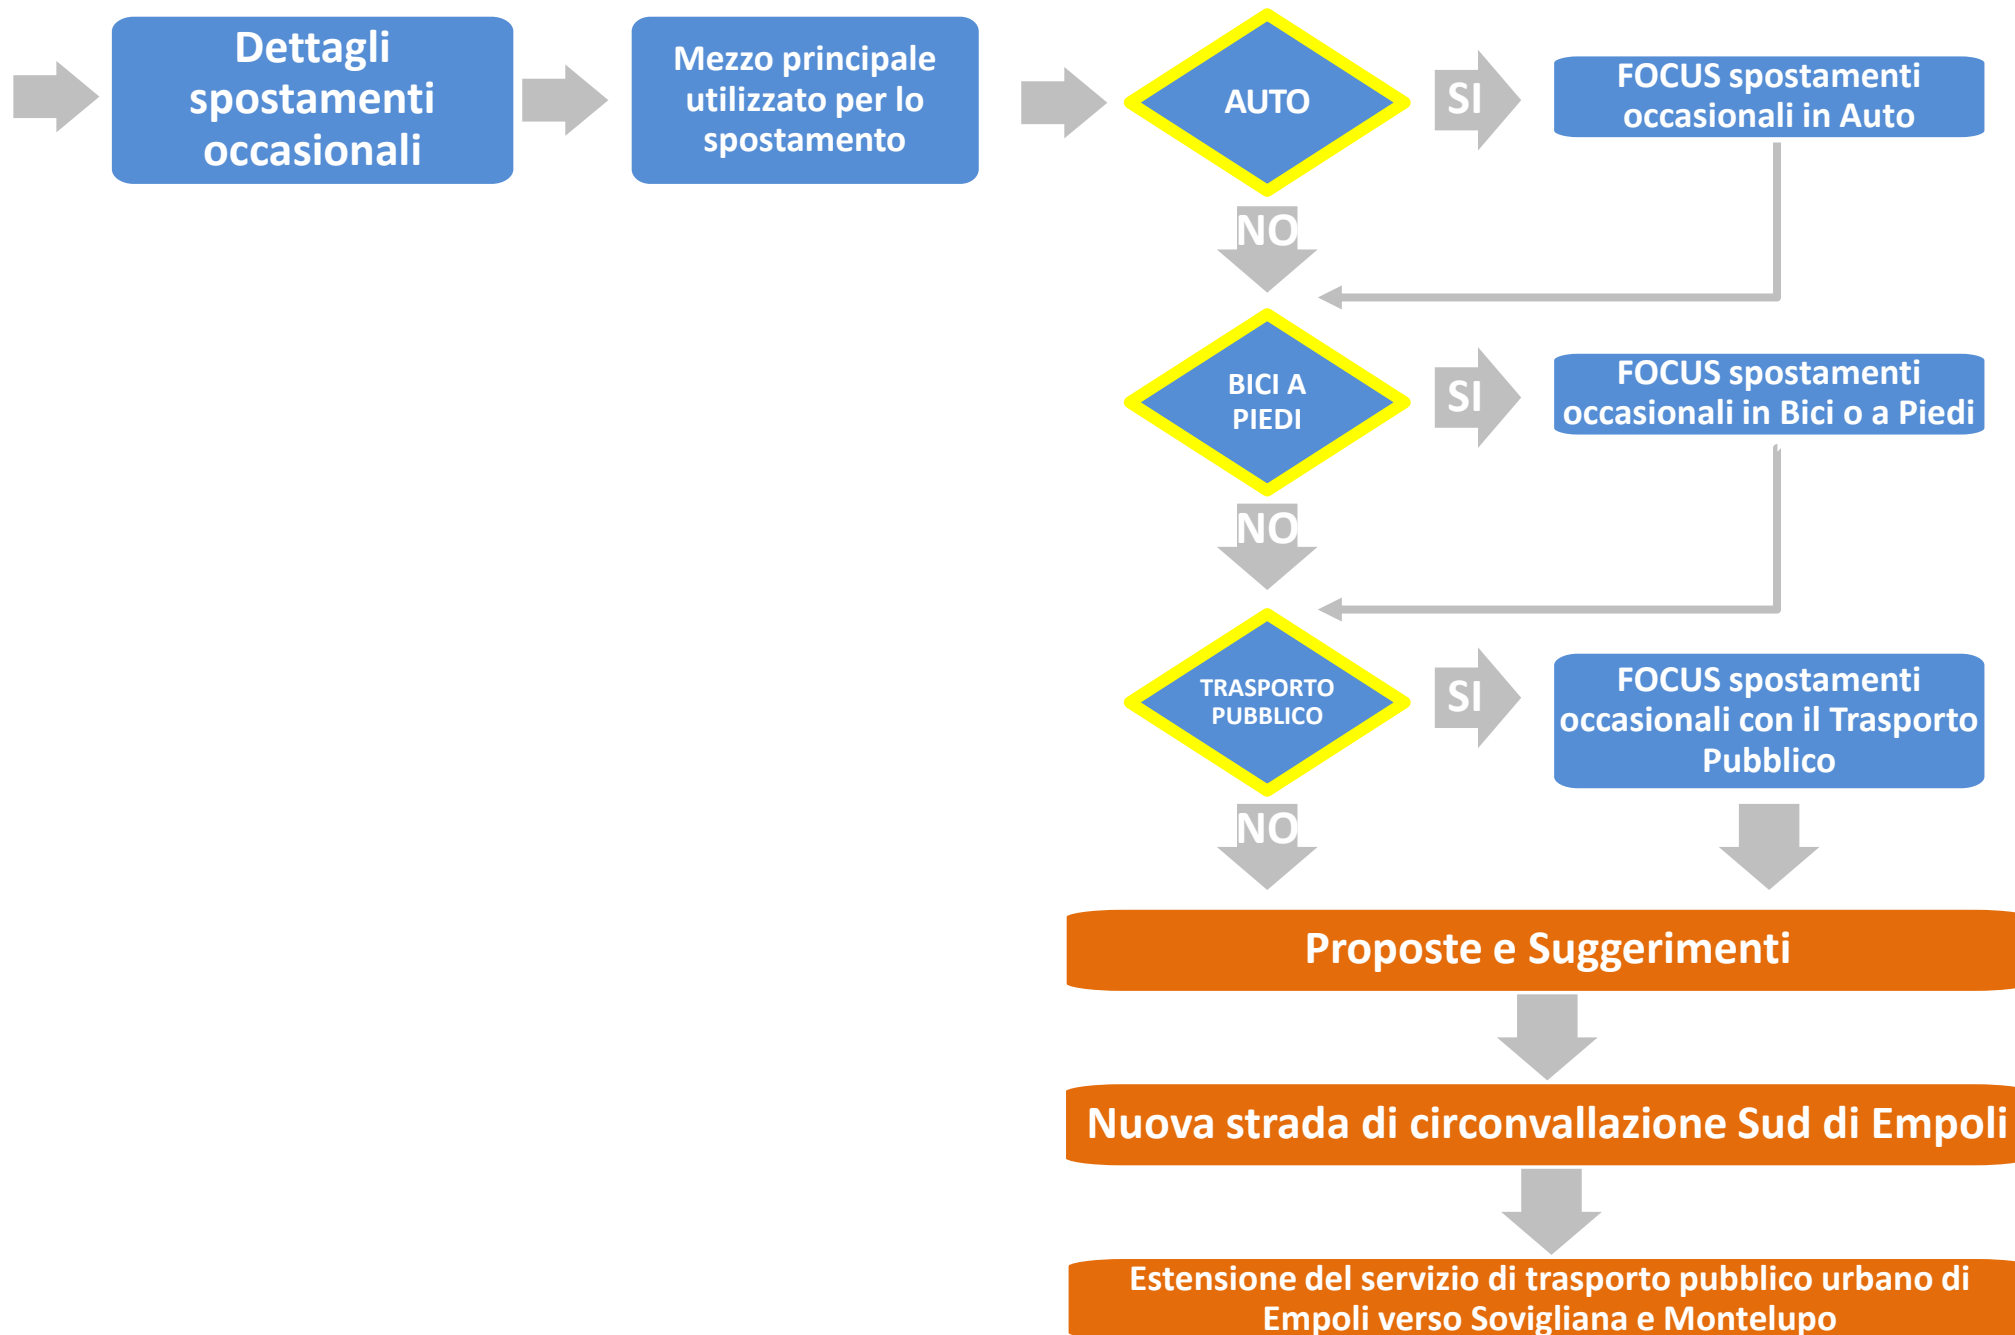 Dettagli
spostamenti
occasionali
Mezzo principale
utilizzato per lo
spostamento
AUTO
SI
FOCUS spostamenti
occasionali in Auto
NO
BICI A
PIEDI
SI
FOCUS spostamenti
occasionali in Bici o a Piedi
NO
TRASPORTO
PUBBLICO
SI
FOCUS spostamenti
occasionali con il Trasporto
Pubblico
NO
Proposte e Suggerimenti
Nuova strada di circonvallazione Sud di Empoli
Estensione del servizio di trasporto pubblico urbano di
Empoli verso Sovigliana e Montelupo